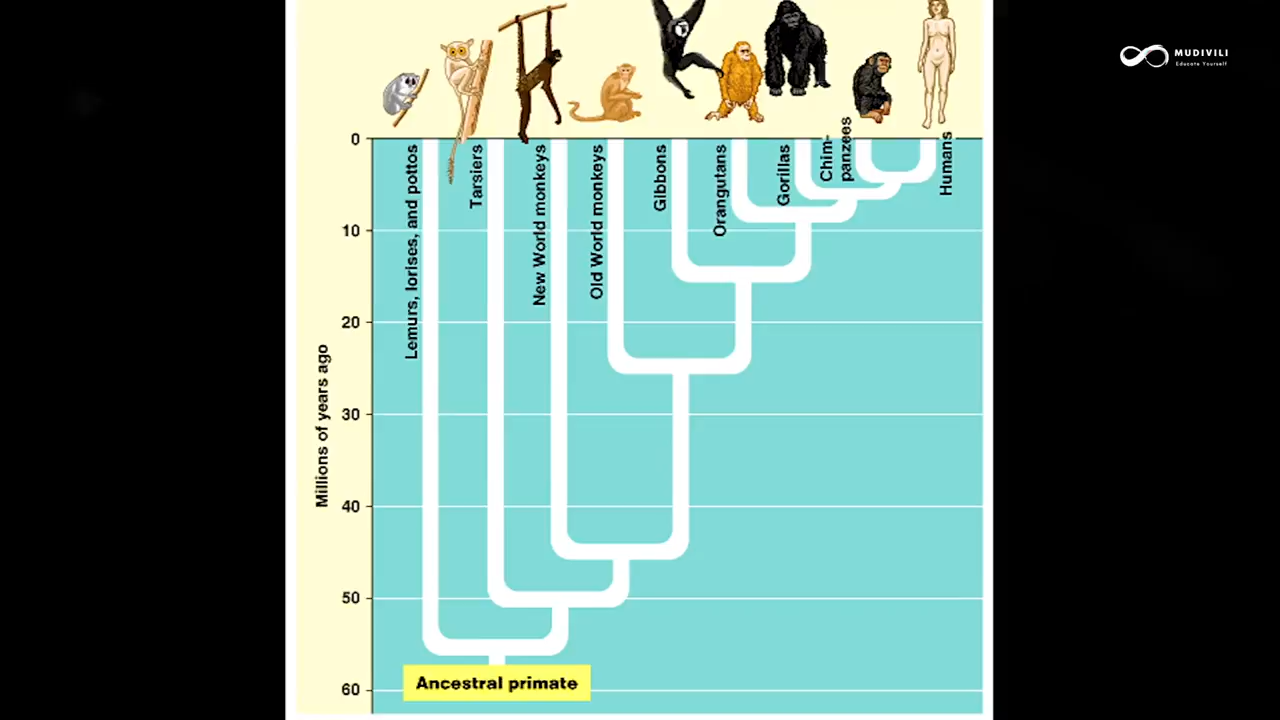 MUDIVILI
Educate Yourself
0
10
20
30
40
50
60
Millions of years ago
Lemurs, lorises, and pottos
Tarsiers
New World monkeys
Old World monkeys
Gibbons
Orangutans
Gorillas
Chim-
panzees
Humans
Ancestral primate